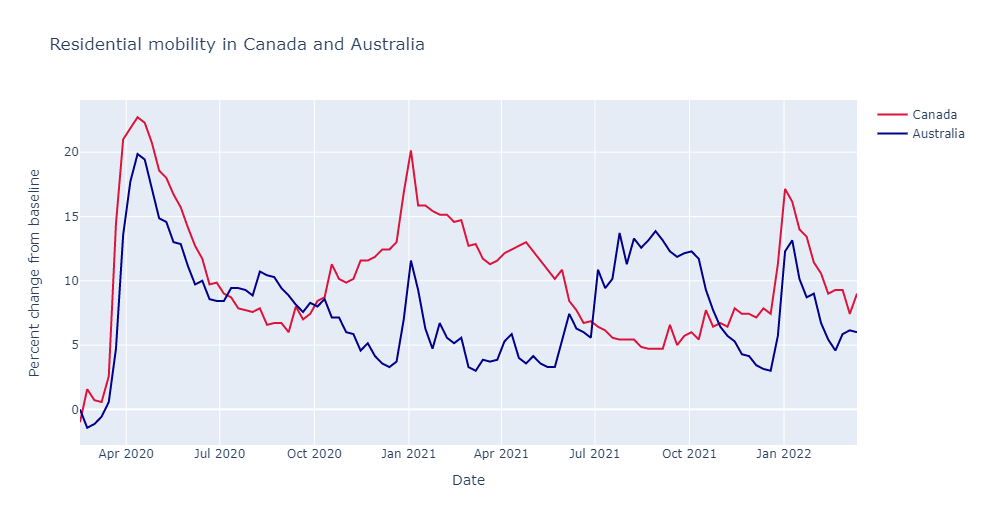 Residential mobility in Canada and Australia
Canada
Australia
Percent change from baseline
20
15
10
5
0
Apr 2020
Jul 2020
Oct 2020
Jan 2021
Apr 2021
Jul 2021
Oct 2021
Jan 2022
Date